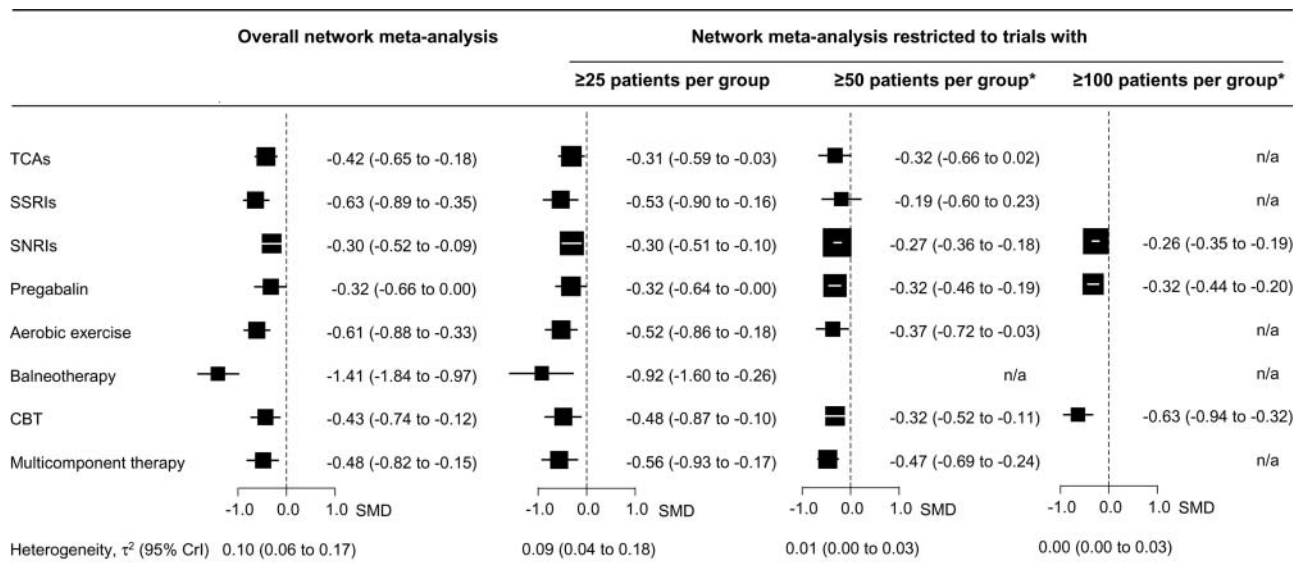 Overall network meta-analysis Network meta-analysis restricted to trials with
≥25 patients per group ≥50 patients per group* ≥100 patients per group*
TCAs -0.42 (-0.65 to -0.18) -0.31 (-0.59 to -0.03) -0.32 (-0.66 to 0.02) n/a
SSRIs -0.63 (-0.89 to -0.35) -0.53 (-0.90 to -0.16) -0.19 (-0.60 to 0.23) n/a
SNRIs -0.30 (-0.52 to -0.09) -0.30 (-0.51 to -0.10) -0.27 (-0.36 to -0.18) -0.26 (-0.35 to -0.19)
Pregabalin -0.32 (-0.66 to 0.00) -0.32 (-0.64 to -0.00) -0.32 (-0.46 to -0.19) -0.32 (-0.44 to -0.20)
Aerobic exercise -0.61 (-0.88 to -0.33) -0.52 (-0.86 to -0.18) -0.37 (-0.72 to -0.03) n/a
Balneotherapy -1.41 (-1.84 to -0.97) -0.92 (-1.60 to -0.26) n/a n/a
CBT -0.43 (-0.74 to -0.12) -0.48 (-0.87 to -0.10) -0.32 (-0.52 to -0.11) -0.63 (-0.94 to -0.32)
Multicomponent therapy -0.48 (-0.82 to -0.15) -0.56 (-0.93 to -0.17) -0.47 (-0.69 to -0.24) n/a
-1.0 0.0 1.0 SMD -1.0 0.0 1.0 SMD -1.0 0.0 1.0 SMD -1.0 0.0 1.0 SMD
Heterogeneity, τ² (95% CrI) 0.10 (0.06 to 0.17) 0.09 (0.04 to 0.18) 0.01 (0.00 to 0.03) 0.00 (0.00 to 0.03)